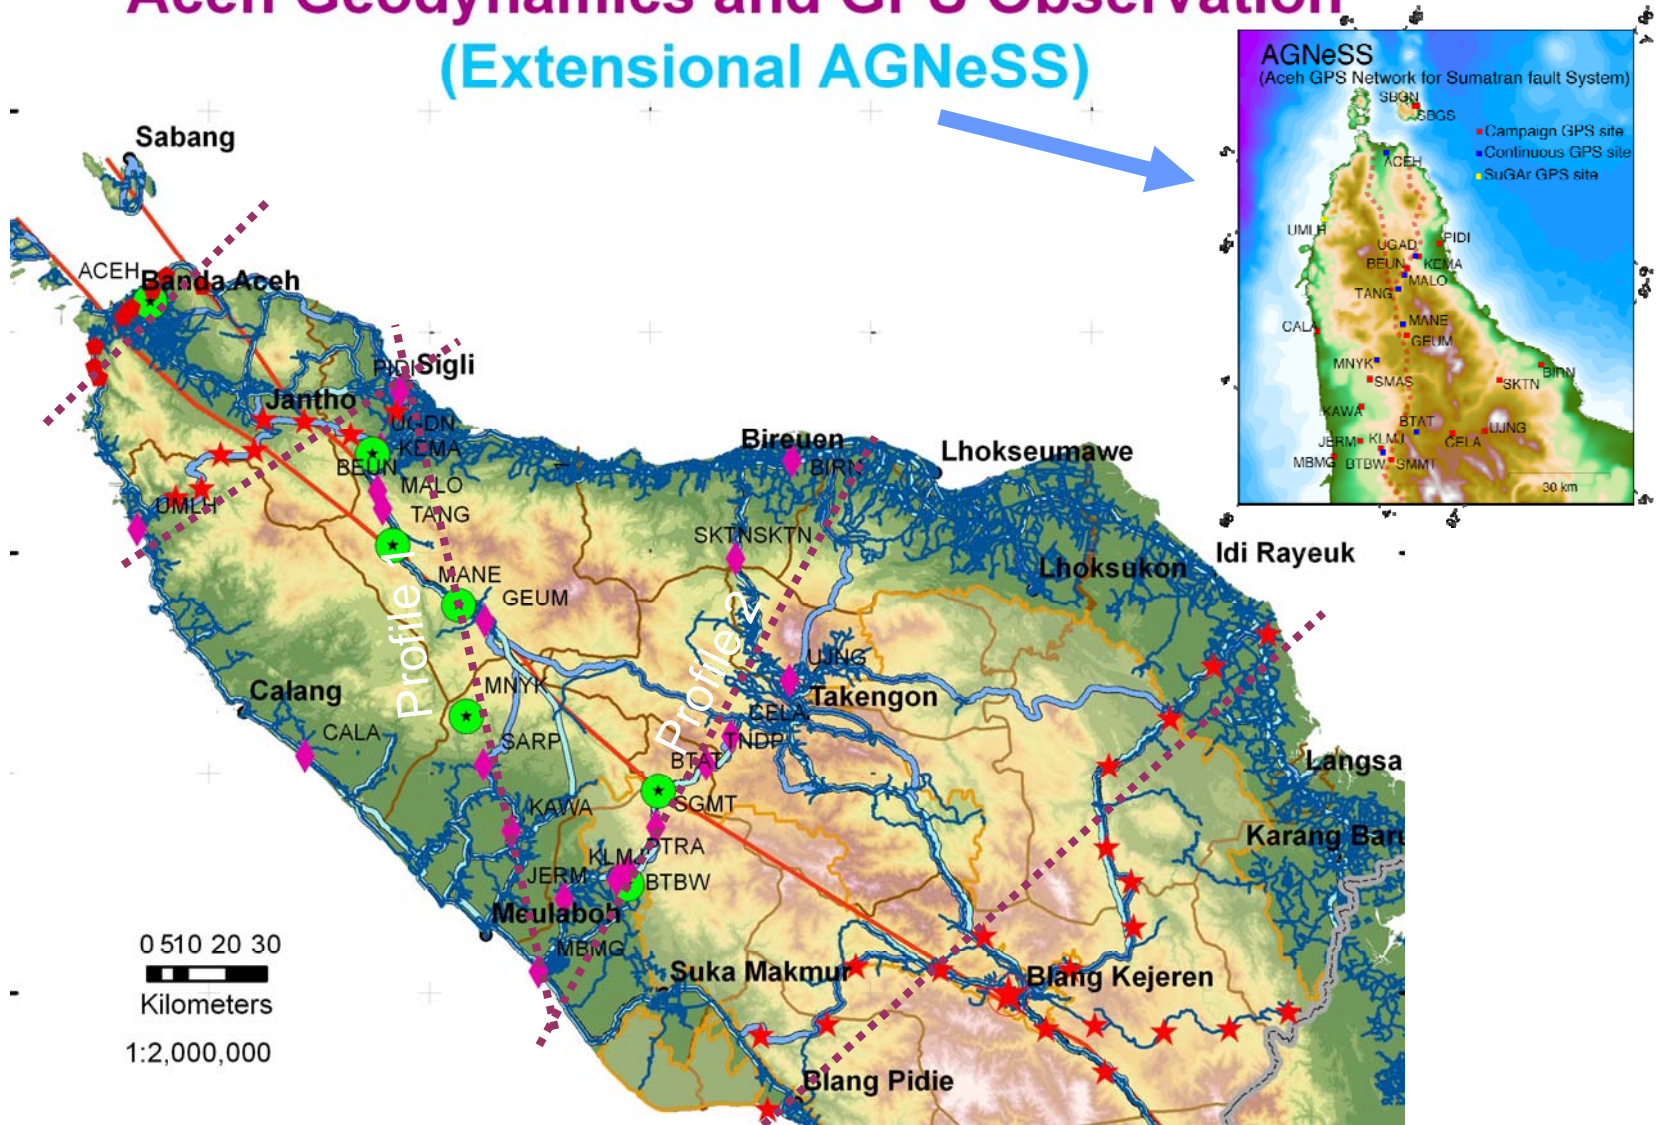 Aceh Geodynamics and GPS Observation
(Extensional AGNeSS)
AGNeSS
(Aceh GPS Network for Sumatran fault System)
SBGN
SBGS
Campaign GPS site
Continuous GPS site
SuGAr GPS site
ACEH
UMLH
PIDI
UGAD
BEUN
KEMA
MALO
TANG
MANE
CALA
GEUM
MNYK
SMAS
BIRN
SKTN
KAWA
BTAT
UJNG
CELA
JERM
KLMJ
MBMG
BTBW
SMMT
30 km
Sabang
ACEH
Banda Aceh
PIDI
Sigli
Jantho
UGDN
KEMA
BEUN
MALO
UMLH
TANG
Bireuen
BIRN
Lhokseumawe
SKTNSKTN
Idi Rayeuk
Lhoksukon
MANE
GEUM
Profile 1
Profile 2
UJNG
Calang
MNYK
Takengon
CELA
CALA
SARP
TNDP
BTAT
Langsa
KAWA
SGMT
Karang Baru
PTRA
KLMJ
JERM
BTBW
Meulaboh
MBMG
0 510 20 30
Kilometers
1:2,000,000
Suka Makmur
Blang Kejeren
Blang Pidie